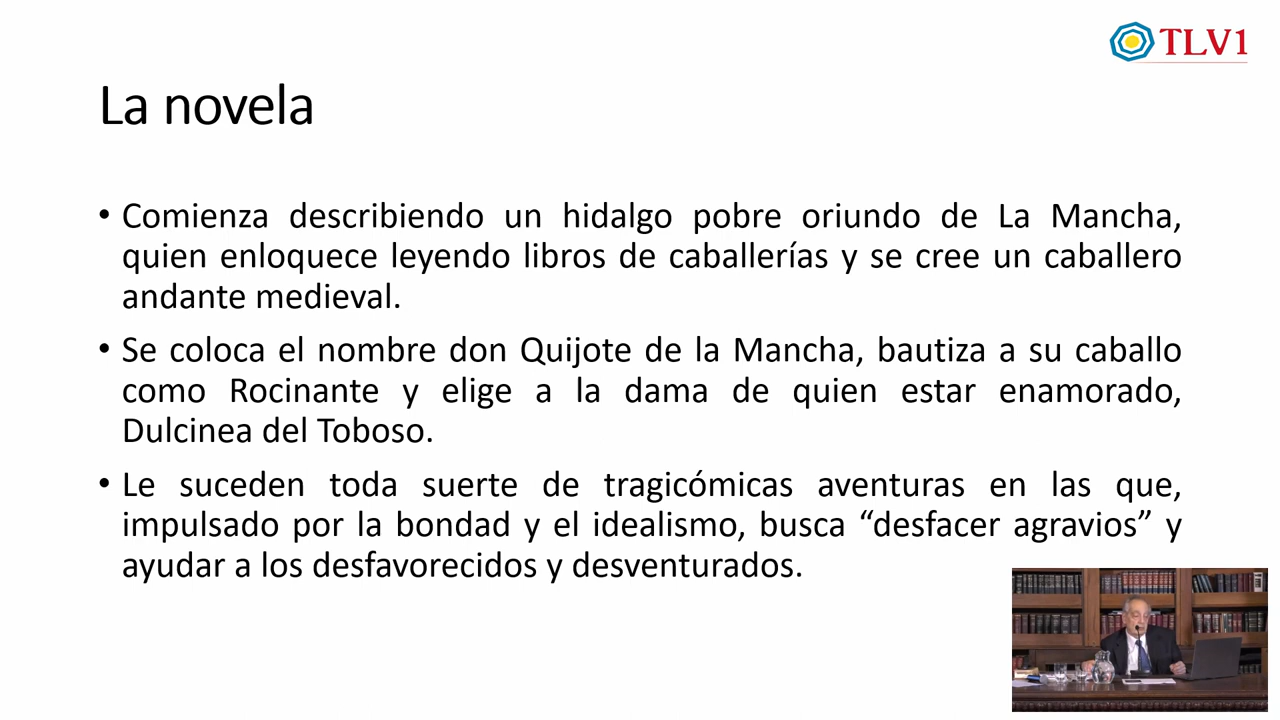 TLV1
La novela
• Comienza describiendo un hidalgo pobre oriundo de La Mancha,
quien enloquece leyendo libros de caballerías y se cree un caballero
andante medieval.
• Se coloca el nombre don Quijote de la Mancha, bautiza a su caballo
como Rocinante y elige a la dama de quien estar enamorado,
Dulcinea del Toboso.
• Le suceden toda suerte de tragicómicas aventuras en las que,
impulsado por la bondad y el idealismo, busca “desfacer agravios” y
ayudar a los desfavorecidos y desventurados.